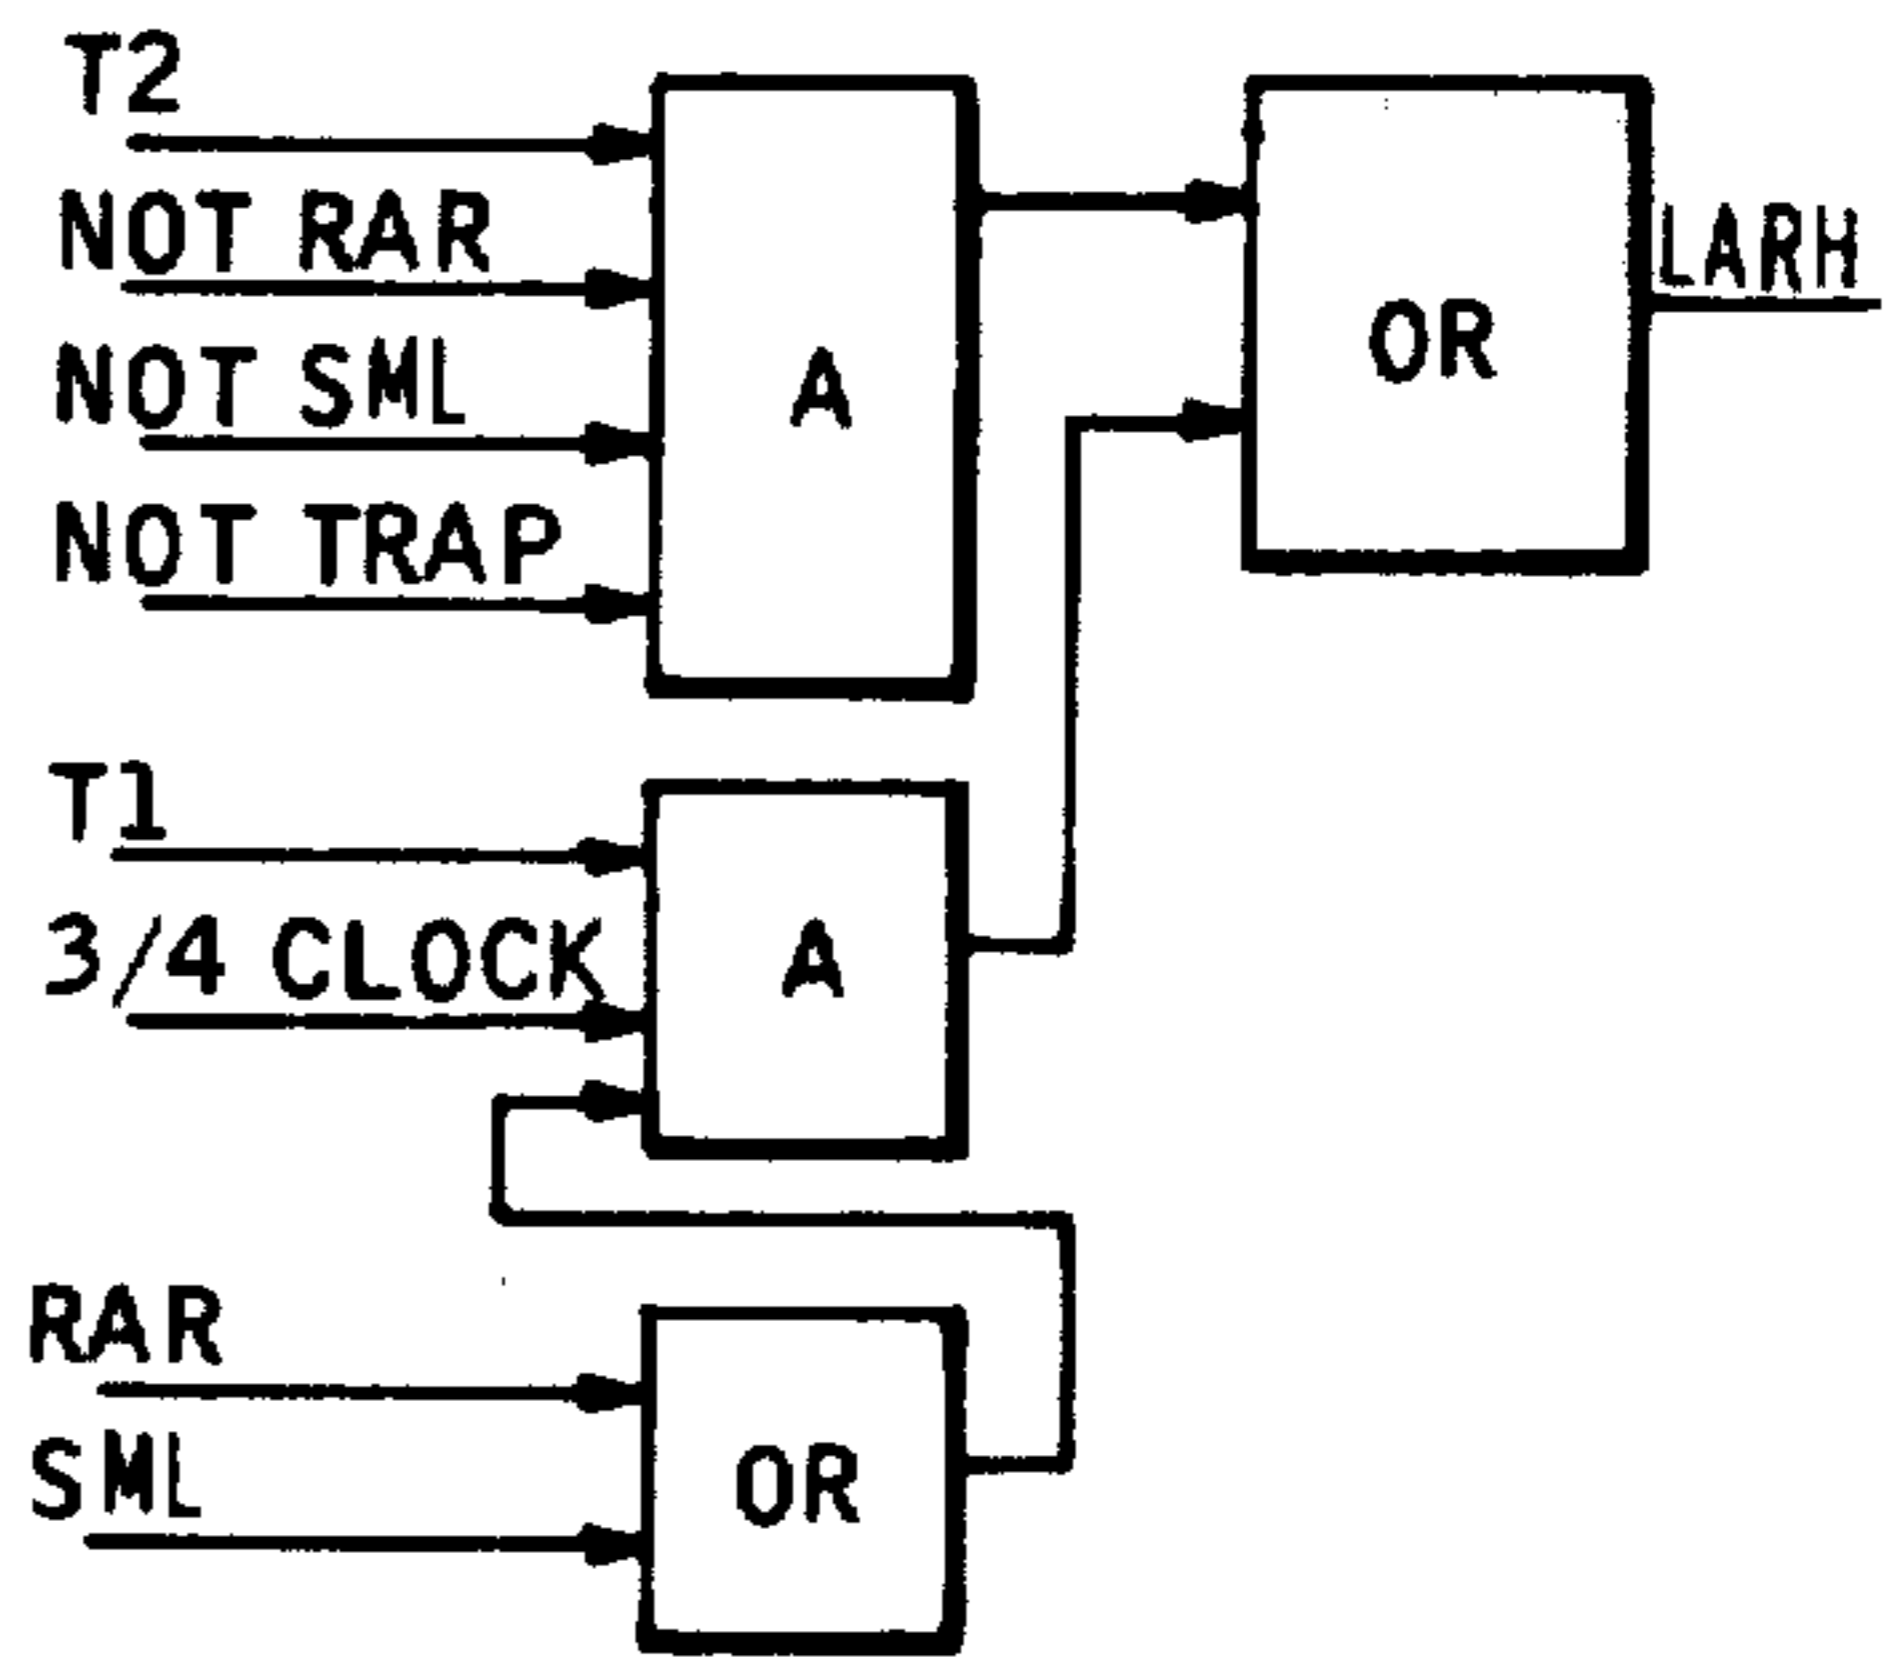 T2
NOT RAR
NOT SML
NOT TRAP
A
OR
LARH
T1
3/4 CLOCK
A
RAR
SML
OR